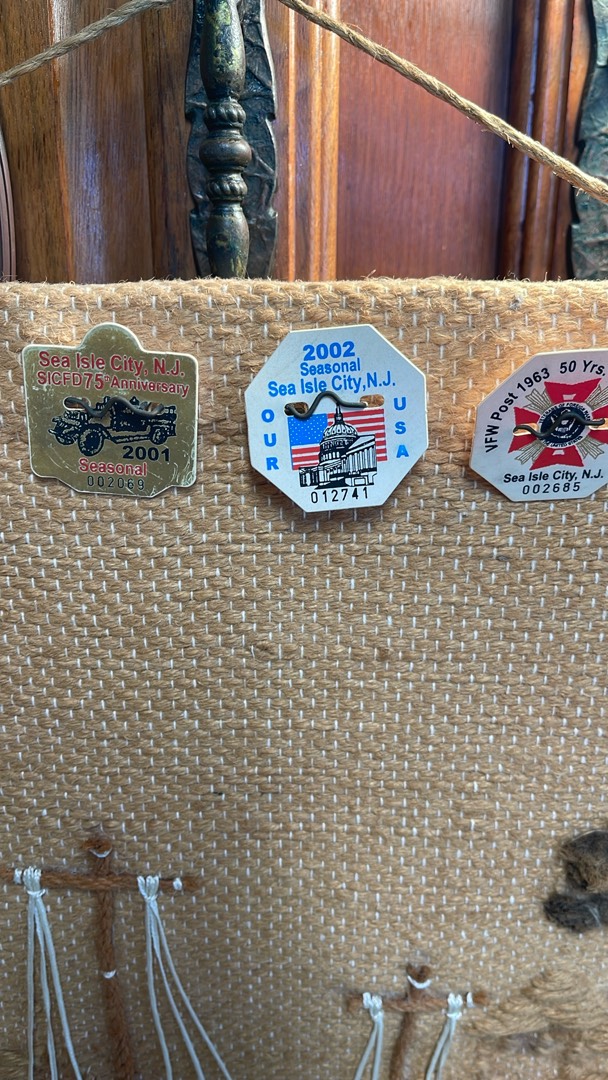 Sea Isle City, N.J.
SICFD 75th Anniversary
2001
Seasonal
002069
2002
Seasonal
Sea Isle City, N.J.
OUR
USA
012741
VFW Post 1963 50 Yrs.
Sea Isle City, N.J.
002685